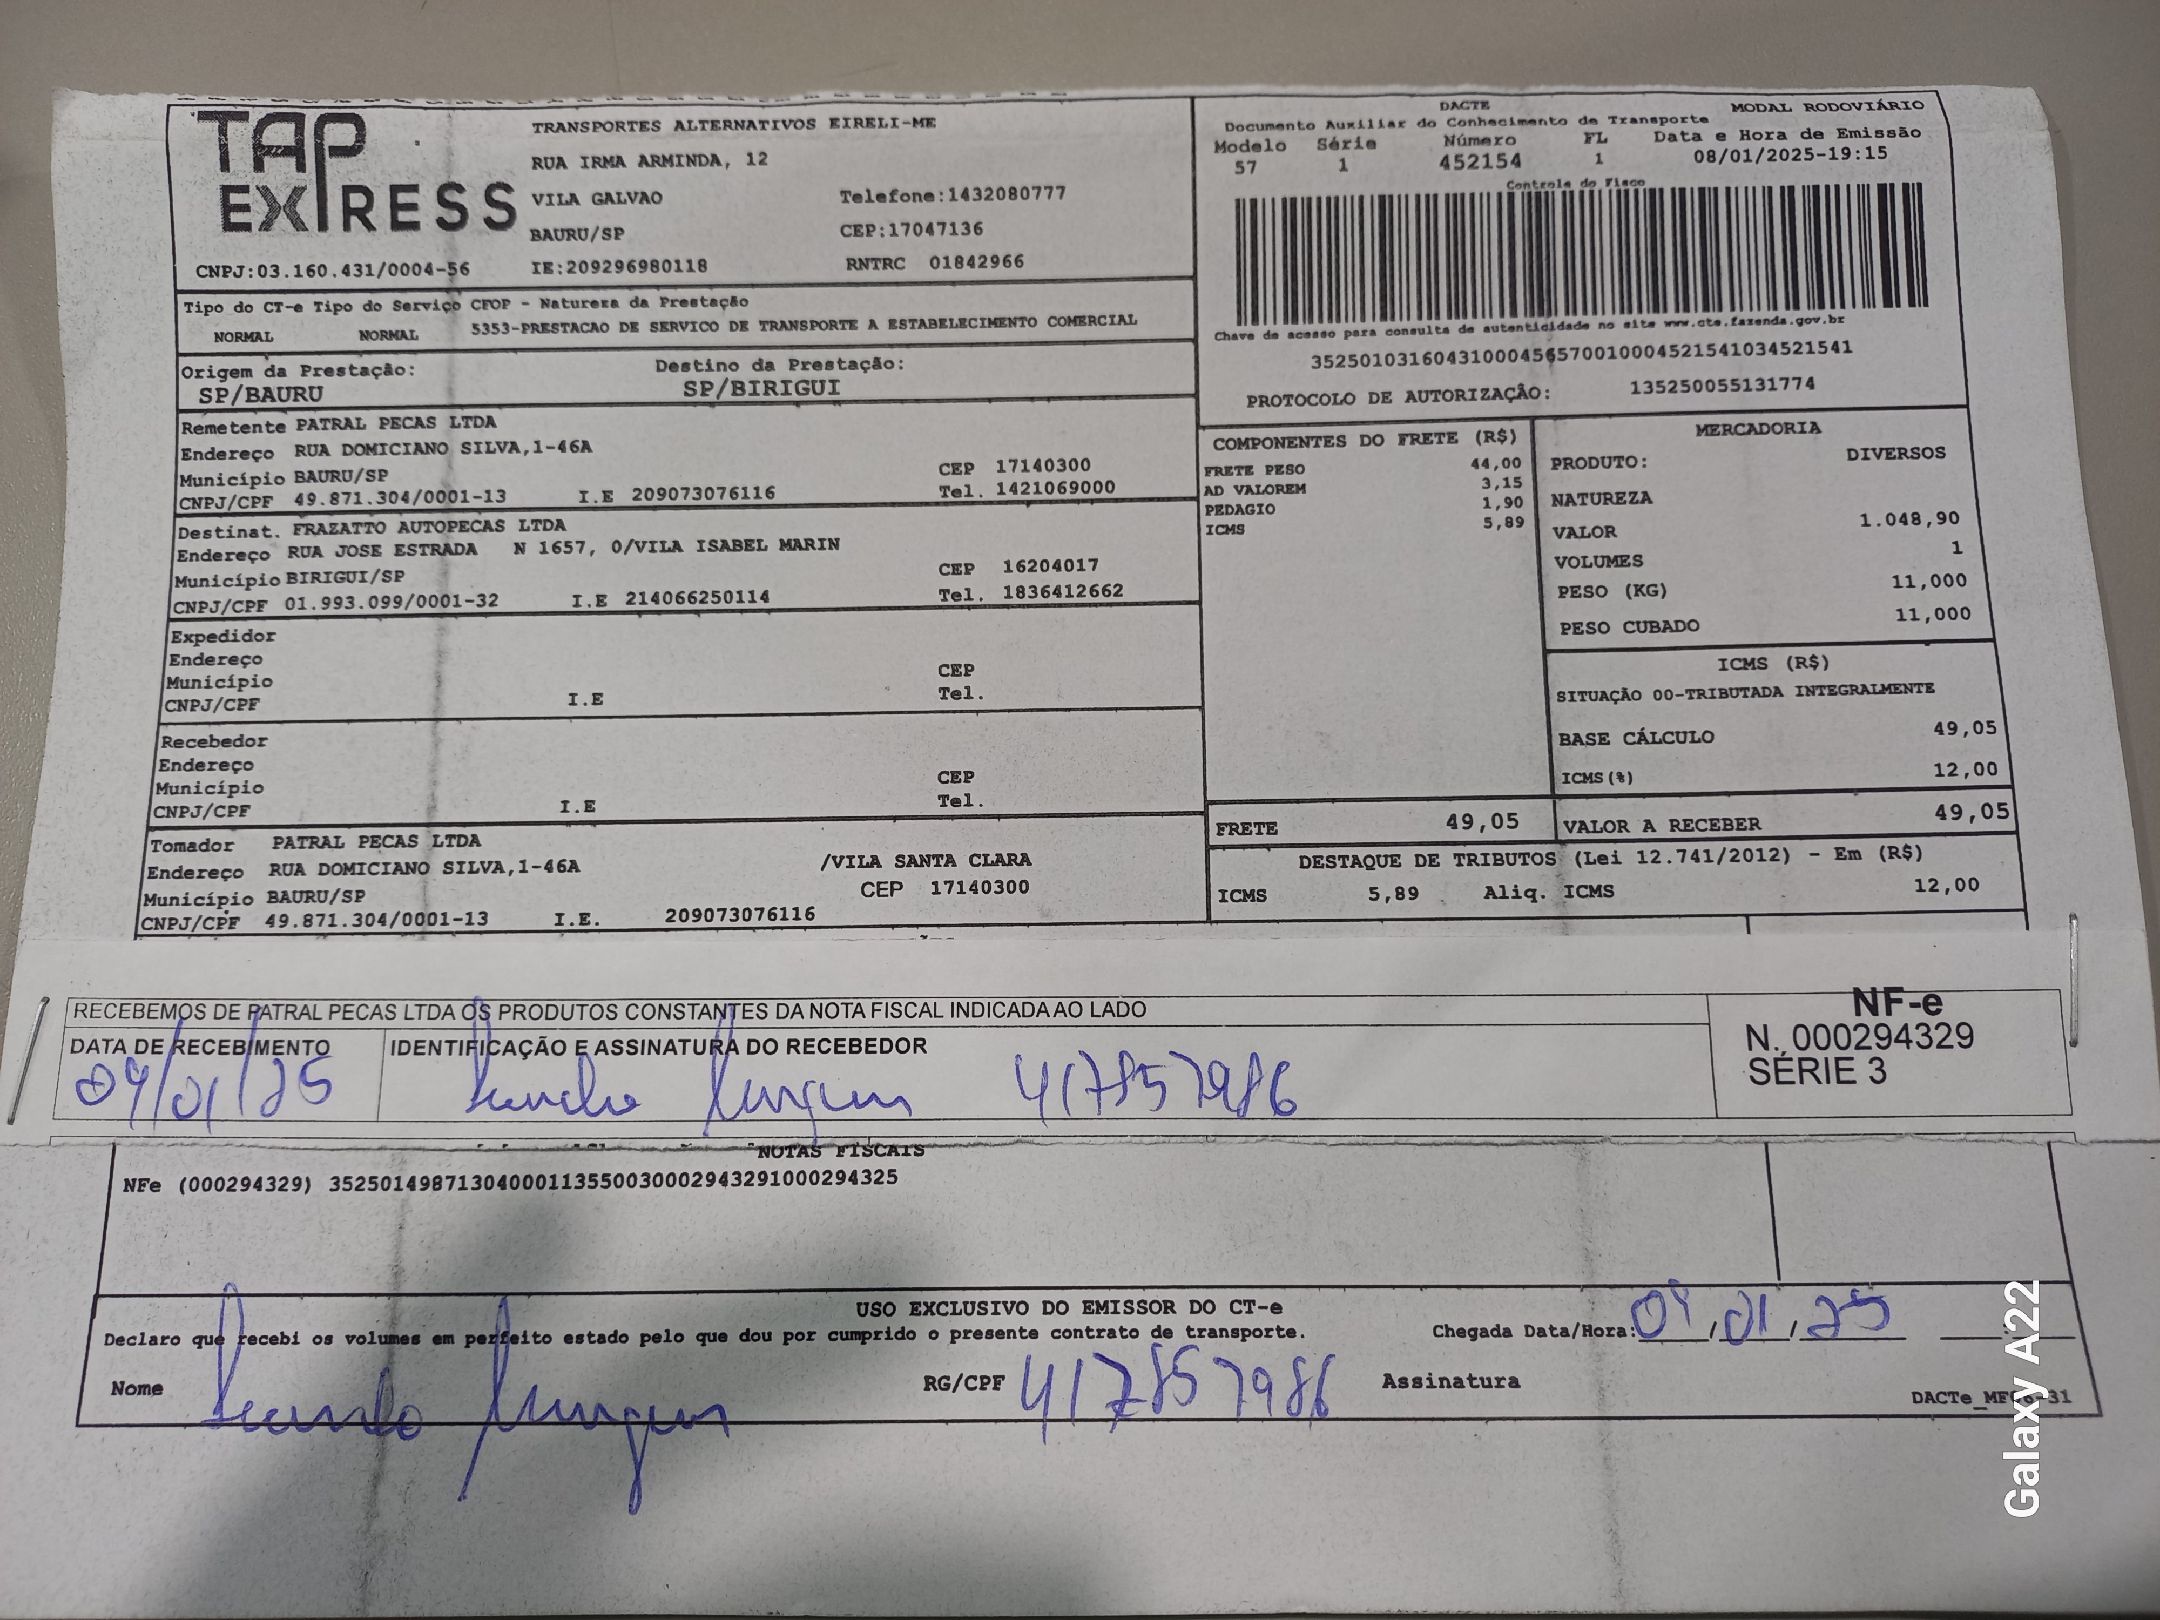 TAP EXPRESS
TRANSPORTES ALTERNATIVOS EIRELI-ME
RUA IRMA ARMINDA, 12
VILA GALVAO Telefone:1432080777
BAURU/SP CEP:17047136
CNPJ:03.160.431/0004-56 IE:209296980118 RNTRC 01842966
DACTE MODAL RODOVIÁRIO
Documento Auxiliar do Conhecimento de Transporte
Modelo Série Número FL Data e Hora de Emissão
57 1 452154 1 08/01/2025-19:15
Controle do Fisco
Chave de acesso para consulta de autenticidade no site www.cte.fazenda.gov.br
35250103160431000456570010004521541034521541
PROTOCOLO DE AUTORIZAÇÃO: 135250055131774
Tipo do CT-e Tipo do Serviço CFOP - Natureza da Prestação
NORMAL NORMAL 5353-PRESTACAO DE SERVICO DE TRANSPORTE A ESTABELECIMENTO COMERCIAL
Origem da Prestação: Destino da Prestação:
SP/BAURU SP/BIRIGUI
Remetente PATRAL PECAS LTDA
Endereço RUA DOMICIANO SILVA,1-46A
Município BAURU/SP CEP 17140300
CNPJ/CPF 49.871.304/0001-13 I.E 209073076116 Tel. 1421069000
Destinat. FRAZATTO AUTOPECAS LTDA
Endereço RUA JOSE ESTRADA N 1657, 0/VILA ISABEL MARIN
Município BIRIGUI/SP CEP 16204017
CNPJ/CPF 01.993.099/0001-32 I.E 214066250114 Tel. 1836412662
Expedidor
Endereço
Município CEP
CNPJ/CPF I.E Tel.
Recebedor
Endereço
Município CEP
CNPJ/CPF I.E Tel.
Tomador PATRAL PECAS LTDA
Endereço RUA DOMICIANO SILVA,1-46A /VILA SANTA CLARA
Município BAURU/SP CEP 17140300
CNPJ/CPF 49.871.304/0001-13 I.E. 209073076116
COMPONENTES DO FRETE (R$)
FRETE PESO 44,00
AD VALOREM 3,15
PEDAGIO 1,90
ICMS 5,89
MERCADORIA
PRODUTO: DIVERSOS
NATUREZA
VALOR 1.048,90
VOLUMES 1
PESO (KG) 11,000
PESO CUBADO 11,000
ICMS (R$)
SITUAÇÃO 00-TRIBUTADA INTEGRALMENTE
BASE CÁLCULO 49,05
ICMS(%) 12,00
FRETE 49,05 VALOR A RECEBER 49,05
DESTAQUE DE TRIBUTOS (Lei 12.741/2012) - Em (R$)
ICMS 5,89 Aliq. ICMS 12,00
RECEBEMOS DE PATRAL PECAS LTDA OS PRODUTOS CONSTANTES DA NOTA FISCAL INDICADA AO LADO
DATA DE RECEBIMENTO IDENTIFICAÇÃO E ASSINATURA DO RECEBEDOR
09/01/25 417857986
NF-e
N. 000294329
SÉRIE 3
NOTAS FISCAIS
NFe (000294329) 35250149871304000113550030002943291000294325
USO EXCLUSIVO DO EMISSOR DO CT-e
Declaro que recebi os volumes em perfeito estado pelo que dou por cumprido o presente contrato de transporte. Chegada Data/Hora: 09,01,25
Nome RG/CPF 417857986 Assinatura
Galaxy A22